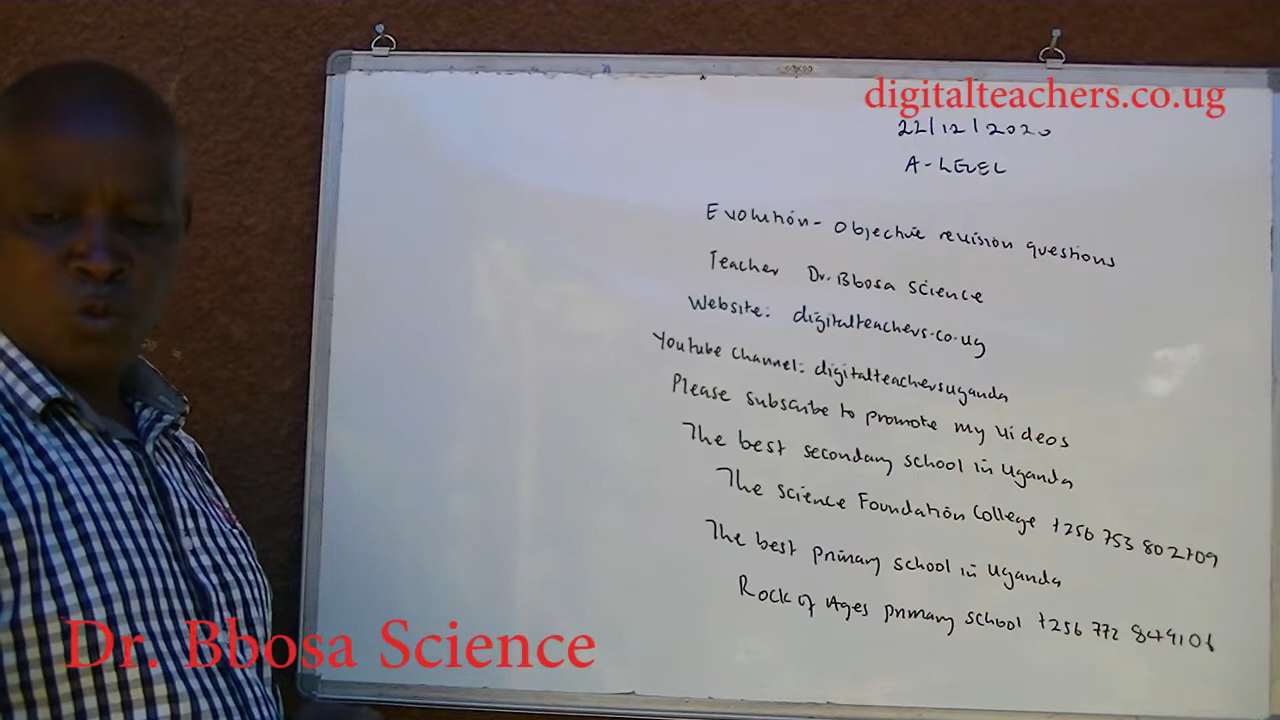 digitalteachers.co.ug
22/12/2020
A-LEVEL
Evolution- Objective revision questions
Teacher Dr. Bbosa Science
Website: digitalteachers.co.ug
Youtube channel: digitalteachersuganda
Please subscribe to promote my videos
The best secondary school in Uganda
The science Foundation College +256 753 802709
The best primary school in Uganda
Rock of Ages primary school +256 772
Dr. Bbosa Science